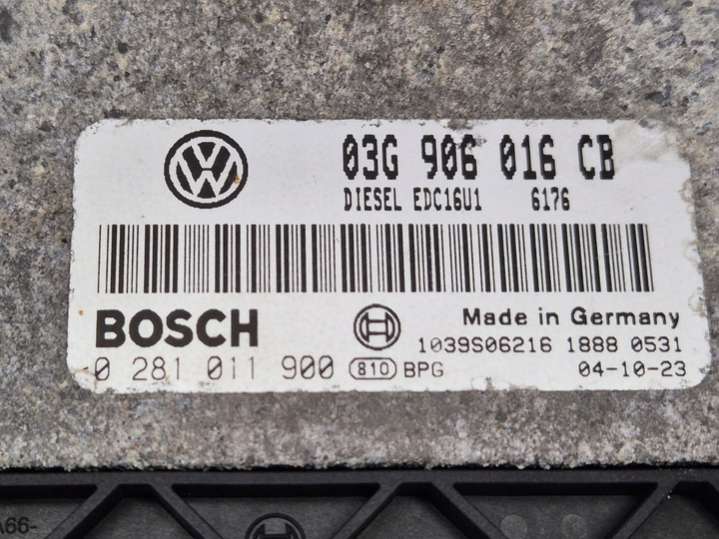 03G 906 016 CB
DIESEL EDC16U1 6176
BOSCH
Made in Germany
1039S06216 1888 0531
0 281 011 900 810 BPG 04-10-23
A66-